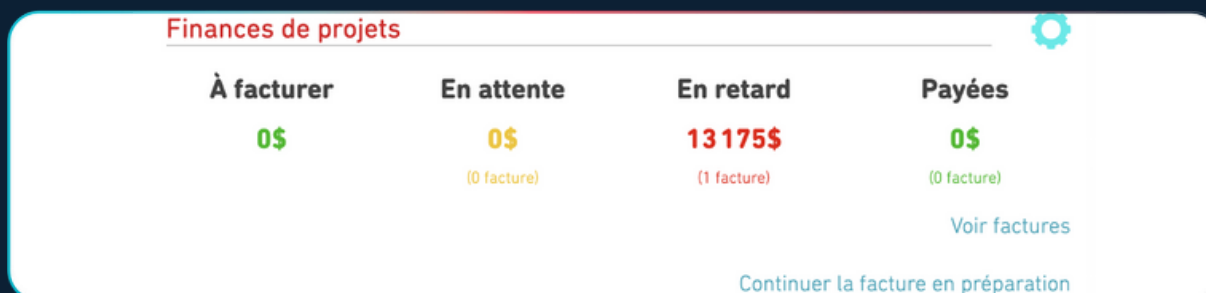 Finances de projets
À facturer En attente En retard Payées
0$ 0$ 13 175$ 0$
(0 facture) (1 facture) (0 facture)
Voir factures
Continuer la facture en préparation